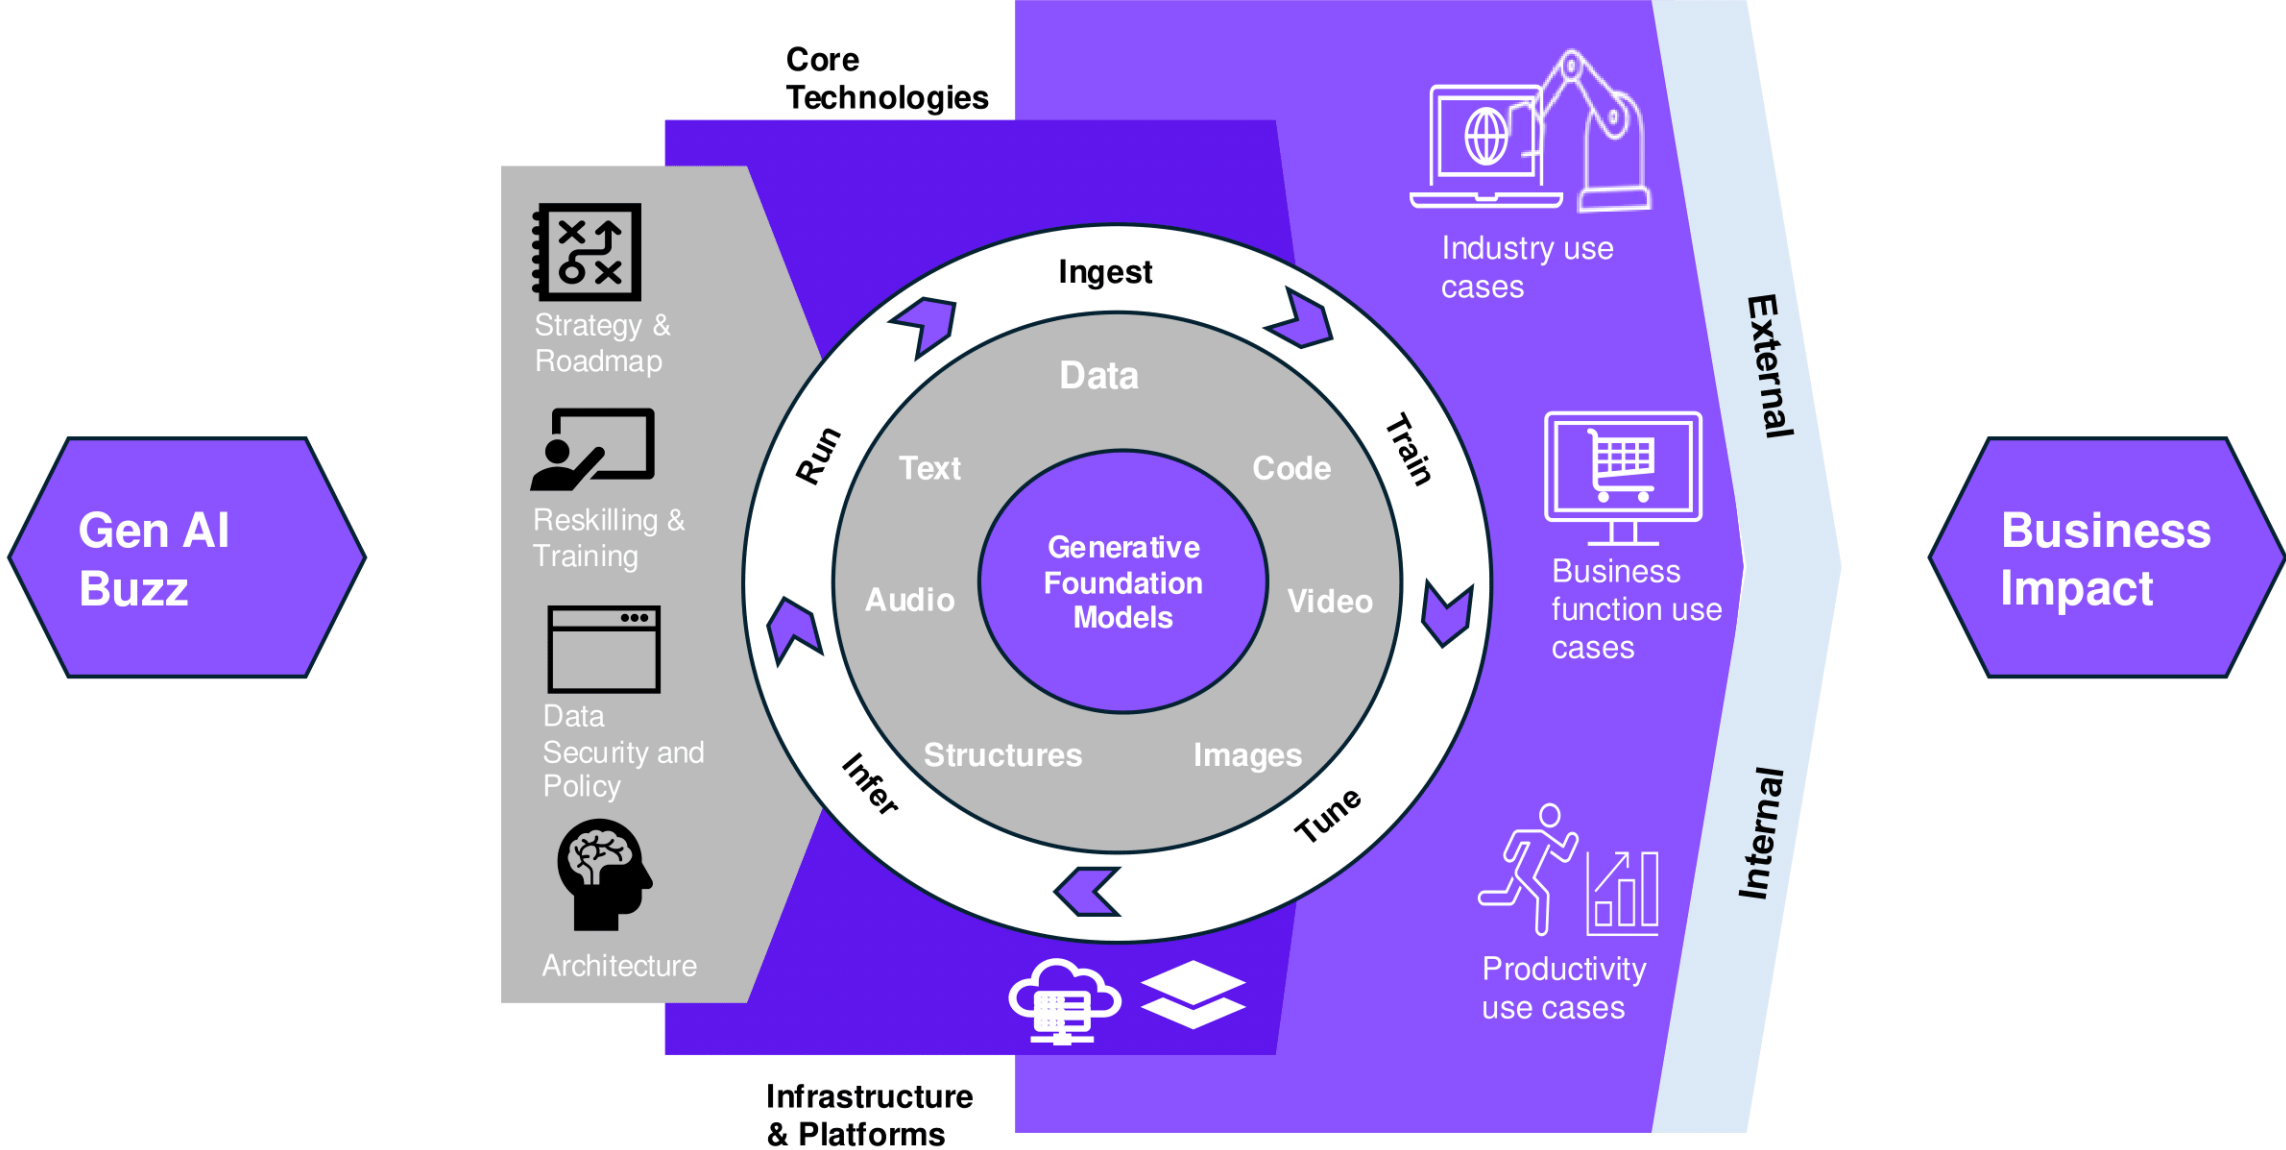 Gen AI
Buzz
Strategy &
Roadmap
Reskilling &
Training
Data
Security and
Policy
Architecture
Core
Technologies
Ingest
Train
Tune
Infer
Run
Data
Text
Code
Audio
Video
Structures
Images
Generative
Foundation
Models
Infrastructure
& Platforms
Industry use
cases
Business
function use
cases
Productivity
use cases
External
Internal
Business
Impact